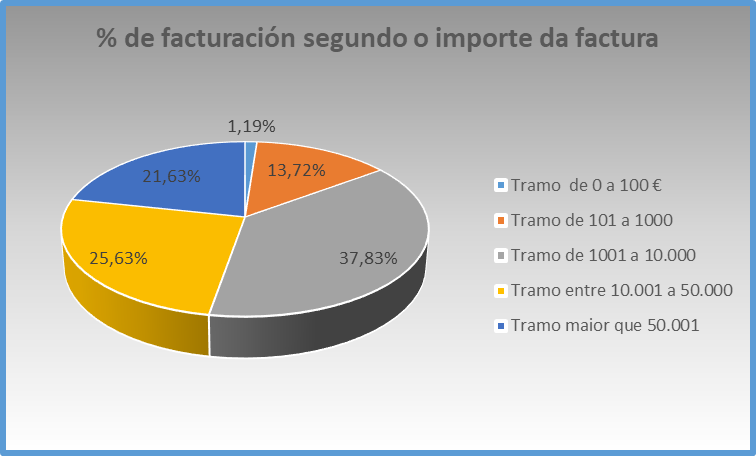 % de facturación segundo o importe da factura
1,19%
13,72%
21,63%
37,83%
25,63%
Tramo  de 0 a 100 €
Tramo de 101 a 1000
Tramo de 1001 a 10.000
Tramo entre 10.001 a 50.000
Tramo maior que 50.001